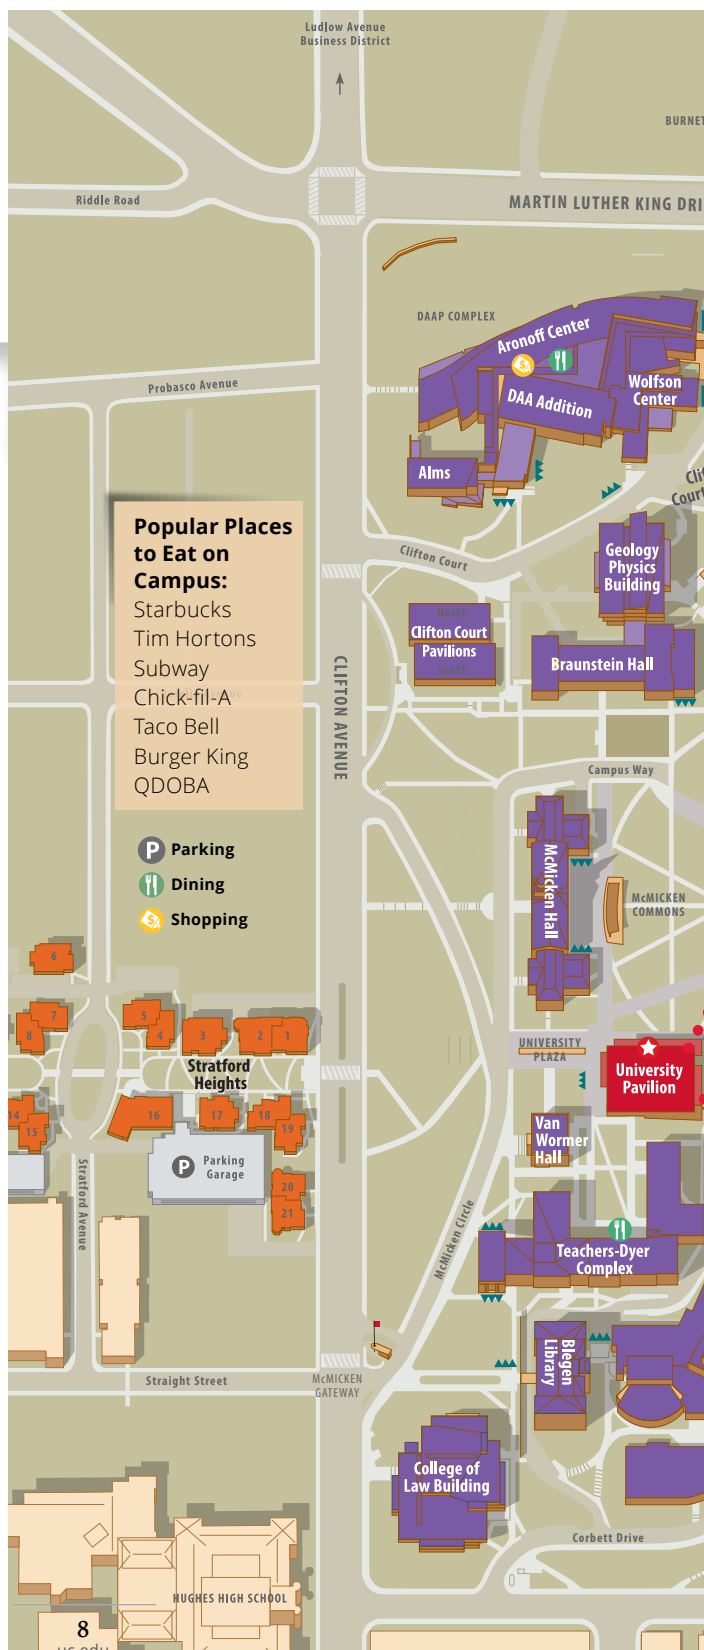 Ludlow Avenue
Business District
BURNET
Riddle Road
MARTIN LUTHER KING DRI
DAAP COMPLEX
Aronoff Center
Wolfson
Center
DAA Addition
Probasco Avenue
Alms
Clif
Court
Popular Places
to Eat on
Campus:
Starbucks
Tim Hortons
Subway
Chick-fil-A
Taco Bell
Burger King
QDOBA
Clifton Court
Geology
Physics
Building
North
Clifton Court
Pavilions
South
Braunstein Hall
CLIFTON AVENUE
Campus Way
P Parking
Dining
Shopping
McMicken Hall
McMICKEN
COMMONS
6
7
8
5
4
3
2
1
Stratford
Heights
UNIVERSITY
PLAZA
University
Pavilion
14
15
16
17
18
19
20
21
P
Parking
Garage
Van
Wormer
Hall
Stratford Avenue
McMicken Circle
Teachers-Dyer
Complex
Blegen
Library
Straight Street
McMICKEN
GATEWAY
College of
Law Building
Corbett Drive
HUGHES HIGH SCHOOL
8
uc.edu